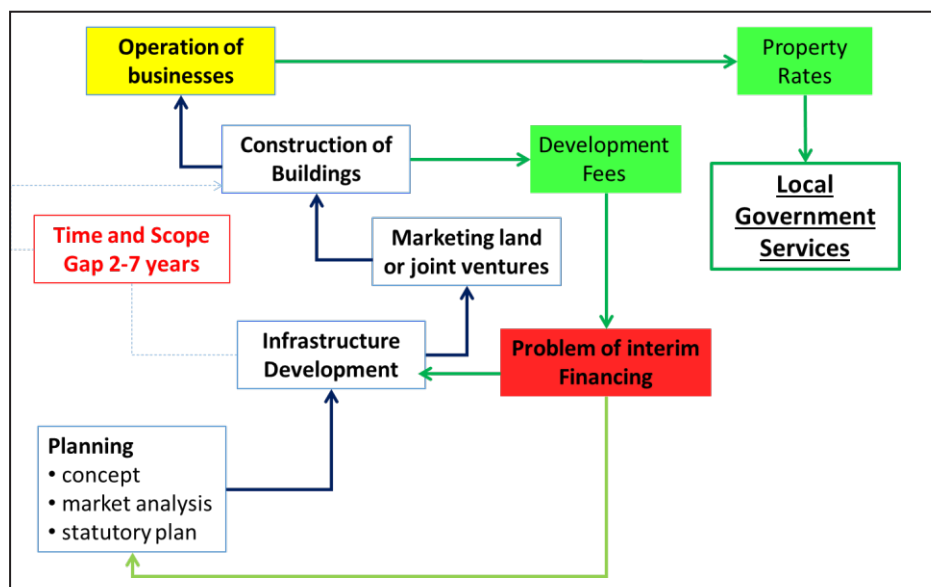 Operation of
businesses
Property
Rates
Construction of
Buildings
Development
Fees
Local
Government
Services
Time and Scope
Gap 2-7 years
Marketing land
or joint ventures
Infrastructure
Development
Problem of interim
Financing
Planning
• concept
• market analysis
• statutory plan